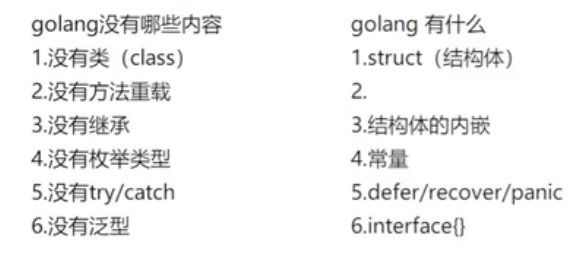 golang没有哪些内容
1.没有类（class）
2.没有方法重载
3.没有继承
4.没有枚举类型
5.没有try/catch
6.没有泛型
golang 有什么
1.struct（结构体）
2.
3.结构体的内嵌
4.常量
5.defer/recover/panic
6.interface{}